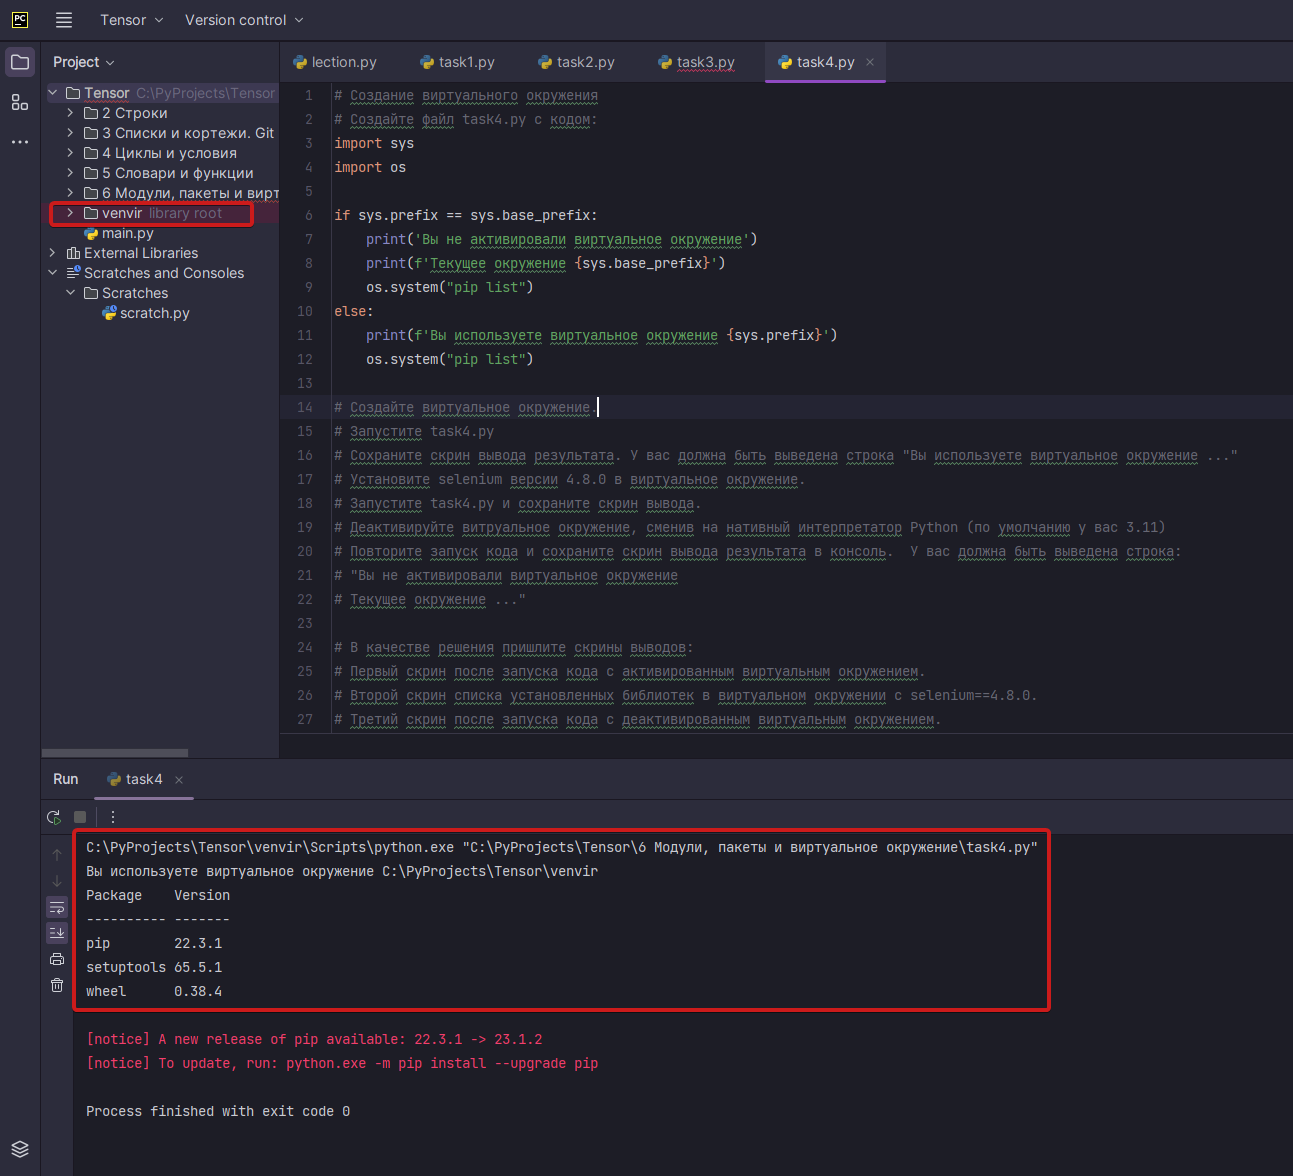 PC
Tensor
Version control
Project
lection.py
task1.py
task2.py
task3.py
task4.py
Tensor C:\PyProjects\Tensor
2 Строки
3 Списки и кортежи. Git
4 Циклы и условия
5 Словари и функции
6 Модули, пакеты и вирт
venvir library root
main.py
External Libraries
Scratches and Consoles
Scratches
scratch.py
1 # Создание виртуального окружения
2 # Создайте файл task4.py с кодом:
3 import sys
4 import os
5
6 if sys.prefix == sys.base_prefix:
7 print('Вы не активировали виртуальное окружение')
8 print(f'Текущее окружение {sys.base_prefix}')
9 os.system("pip list")
10 else:
11 print(f'Вы используете виртуальное окружение {sys.prefix}')
12 os.system("pip list")
13
14 # Создайте виртуальное окружение.
15 # Запустите task4.py
16 # Сохраните скрин вывода результата. У вас должна быть выведена строка "Вы используете виртуальное окружение ..."
17 # Установите selenium версии 4.8.0 в виртуальное окружение.
18 # Запустите task4.py и сохраните скрин вывода.
19 # Деактивируйте витруальное окружение, сменив на нативный интерпретатор Python (по умолчанию у вас 3.11)
20 # Повторите запуск кода и сохраните скрин вывода результата в консоль.  У вас должна быть выведена строка:
21 # "Вы не активировали виртуальное окружение
22 # Текущее окружение ..."
23
24 # В качестве решения пришлите скрины выводов:
25 # Первый скрин после запуска кода с активированным виртуальным окружением.
26 # Второй скрин списка установленных библиотек в виртуальном окружении с selenium==4.8.0.
27 # Третий скрин после запуска кода с деактивированным виртуальным окружением.
Run
task4
C:\PyProjects\Tensor\venvir\Scripts\python.exe "C:\PyProjects\Tensor\6 Модули, пакеты и виртуальное окружение\task4.py"
Вы используете виртуальное окружение C:\PyProjects\Tensor\venvir
Package    Version
---------- -------
pip        22.3.1
setuptools 65.5.1
wheel      0.38.4
[notice] A new release of pip available: 22.3.1 -> 23.1.2
[notice] To update, run: python.exe -m pip install --upgrade pip
Process finished with exit code 0